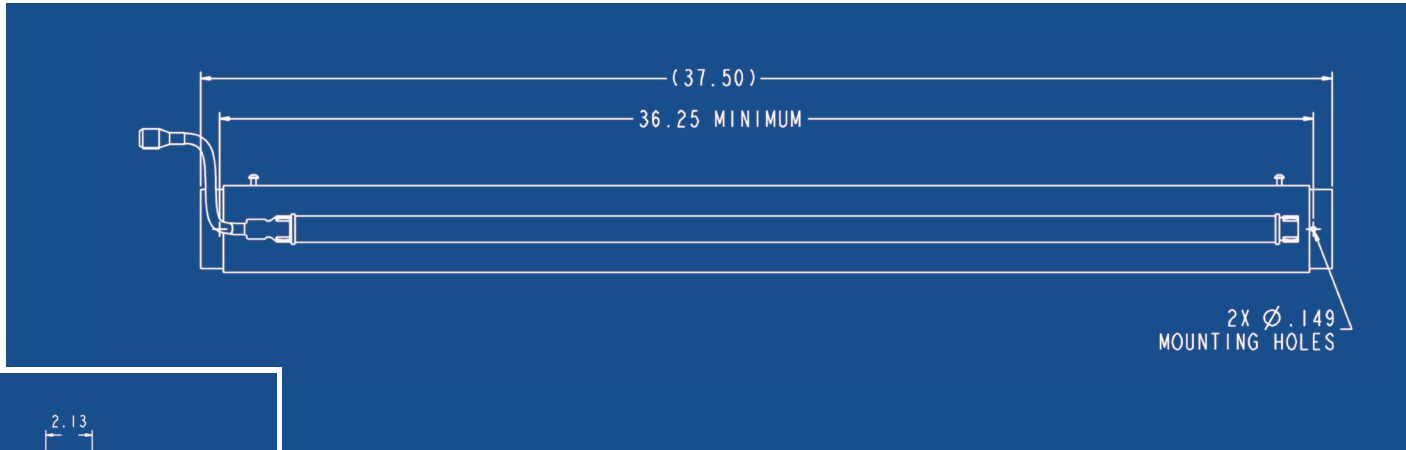 (37.50)
36.25 MINIMUM
2X Ø.149
MOUNTING HOLES
2.13